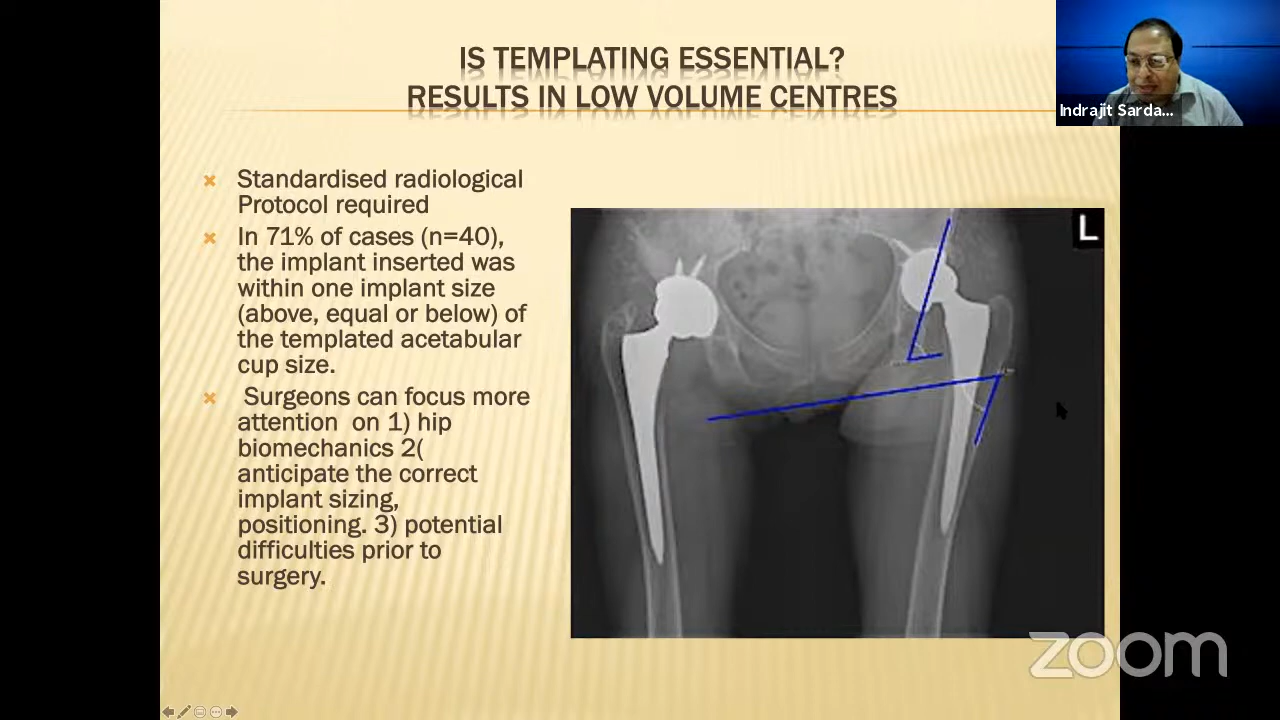 IS TEMPLATING ESSENTIAL?
RESULTS IN LOW VOLUME CENTRES
Indrajit Sarda...
Standardised radiological
Protocol required
In 71% of cases (n=40),
the implant inserted was
within one implant size
(above, equal or below) of
the templated acetabular
cup size.
Surgeons can focus more
attention on 1) hip
biomechanics 2(
anticipate the correct
implant sizing,
positioning. 3) potential
difficulties prior to
surgery.
L
zoom